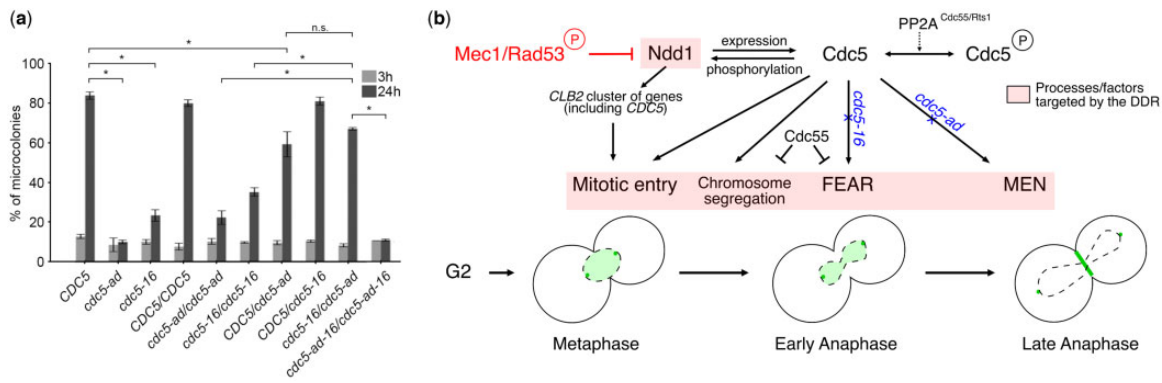 (a)
n.s.
*
*
*
*
*
*
3h
24h
% of microcolonies
100
80
60
40
20
0
CDC5
cdc5-ad
cdc5-16
CDC5/CDC5
cdc5-ad/cdc5-ad
cdc5-16/cdc5-16
CDC5/cdc5-ad
CDC5/cdc5-16
cdc5-16/cdc5-ad
cdc5-ad-16/cdc5-ad-16
(b)
PP2A Cdc55/Rts1
Mec1/Rad53 P
Ndd1
expression
phosphorylation
Cdc5
Cdc5 P
CLB2 cluster of genes
(including CDC5)
cdc5-16
cdc5-ad
Processes/factors
targeted by the DDR
Cdc55
Mitotic entry
Chromosome
segregation
FEAR
MEN
G2
Metaphase
Early Anaphase
Late Anaphase